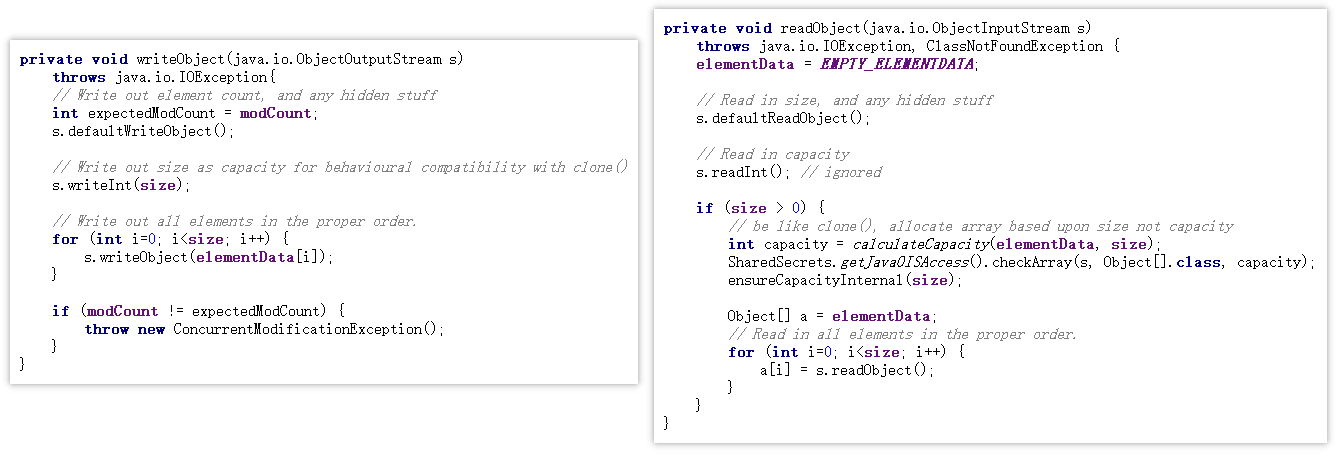 private void writeObject(java.io.ObjectOutputStream s)
    throws java.io.IOException{
    // Write out element count, and any hidden stuff
    int expectedModCount = modCount;
    s.defaultWriteObject();

    // Write out size as capacity for behavioural compatibility with clone()
    s.writeInt(size);

    // Write out all elements in the proper order.
    for (int i=0; i<size; i++) {
        s.writeObject(elementData[i]);
    }

    if (modCount != expectedModCount) {
        throw new ConcurrentModificationException();
    }
}
private void readObject(java.io.ObjectInputStream s)
    throws java.io.IOException, ClassNotFoundException {
    elementData = EMPTY_ELEMENTDATA;

    // Read in size, and any hidden stuff
    s.defaultReadObject();

    // Read in capacity
    s.readInt(); // ignored

    if (size > 0) {
        // be like clone(), allocate array based upon size not capacity
        int capacity = calculateCapacity(elementData, size);
        SharedSecrets.getJavaOISAccess().checkArray(s, Object[].class, capacity);
        ensureCapacityInternal(size);

        Object[] a = elementData;
        // Read in all elements in the proper order.
        for (int i=0; i<size; i++) {
            a[i] = s.readObject();
        }
    }
}